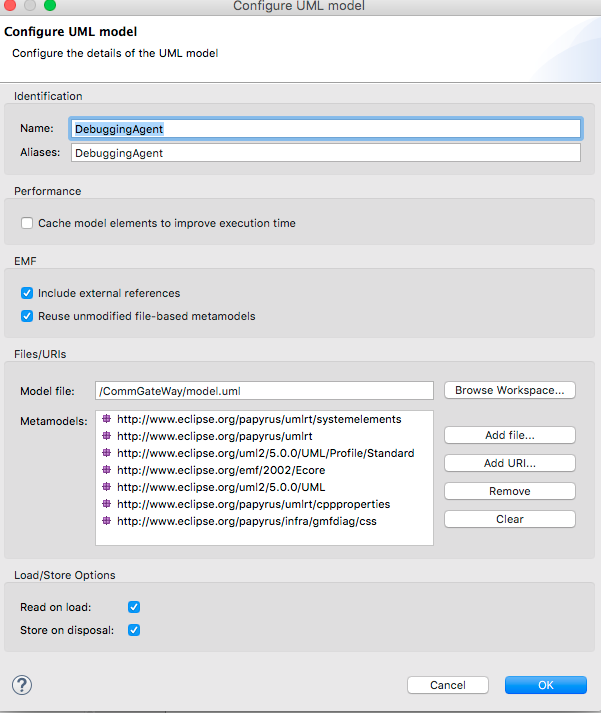 Configure UML model
Configure UML model
Configure the details of the UML model
Identification
Name: DebuggingAgent
Aliases: DebuggingAgent
Performance
Cache model elements to improve execution time
EMF
Include external references
Reuse unmodified file-based metamodels
Files/URIs
Model file: /CommGateWay/model.uml Browse Workspace...
Metamodels: http://www.eclipse.org/papyrus/umlrt/systemelements
http://www.eclipse.org/papyrus/umlrt Add file...
http://www.eclipse.org/uml2/5.0.0/UML/Profile/Standard
http://www.eclipse.org/emf/2002/Ecore Add URI...
http://www.eclipse.org/uml2/5.0.0/UML Remove
http://www.eclipse.org/papyrus/umlrt/cppproperties
http://www.eclipse.org/papyrus/infra/gmfdiag/css Clear
Load/Store Options
Read on load:
Store on disposal:
? Cancel OK